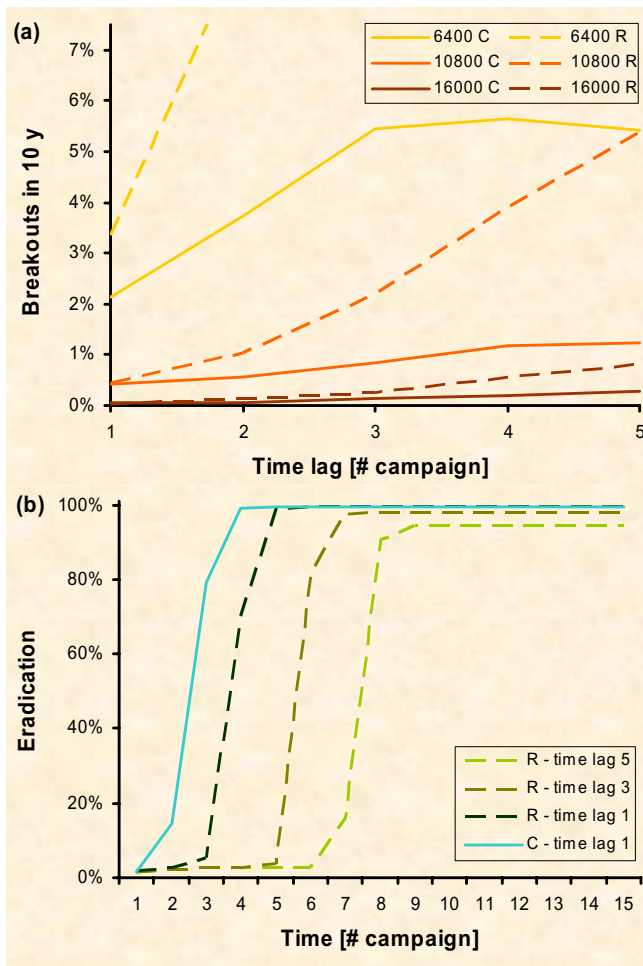 (a)
7%
6%
5%
4%
3%
2%
1%
0%
Breakouts in 10 y
6400 C 6400 R
10800 C 10800 R
16000 C 16000 R
1 2 3 4 5
Time lag [# campaign]
(b)
100%
80%
60%
40%
20%
0%
Eradication
R - time lag 5
R - time lag 3
R - time lag 1
C - time lag 1
1 2 3 4 5 6 7 8 9 10 11 12 13 14 15
Time [# campaign]